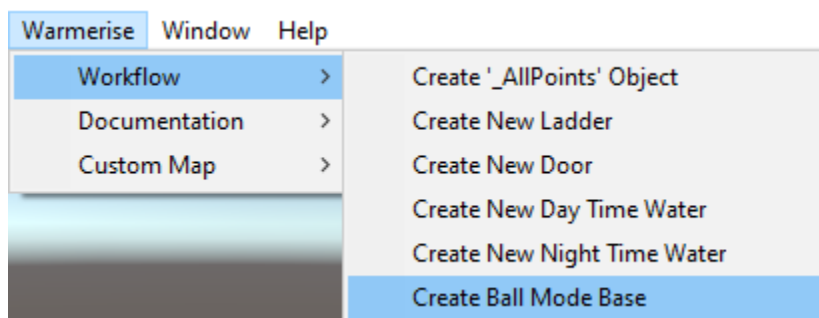 Warmerise Window Help
Workflow >
Documentation >
Custom Map >
Create '_AllPoints' Object
Create New Ladder
Create New Door
Create New Day Time Water
Create New Night Time Water
Create Ball Mode Base